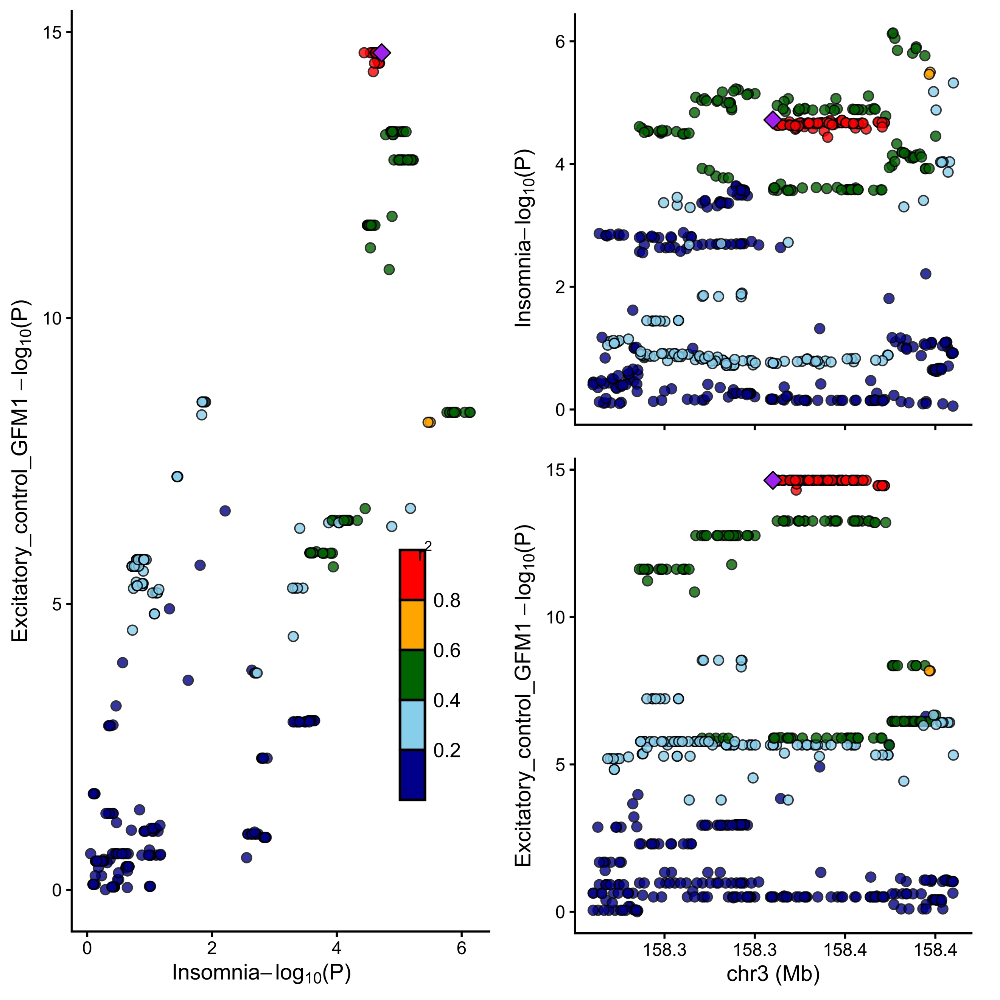 Excitatory_control_GFM1 −log10(P)
15
10
5
0
0 2 4 6
Insomnia−log10(P)
r2
0.8
0.6
0.4
0.2
Insomnia−log10(P)
6
4
2
0
Excitatory_control_GFM1 −log10(P)
15
10
5
0
158.3 158.3 158.4 158.4
chr3 (Mb)